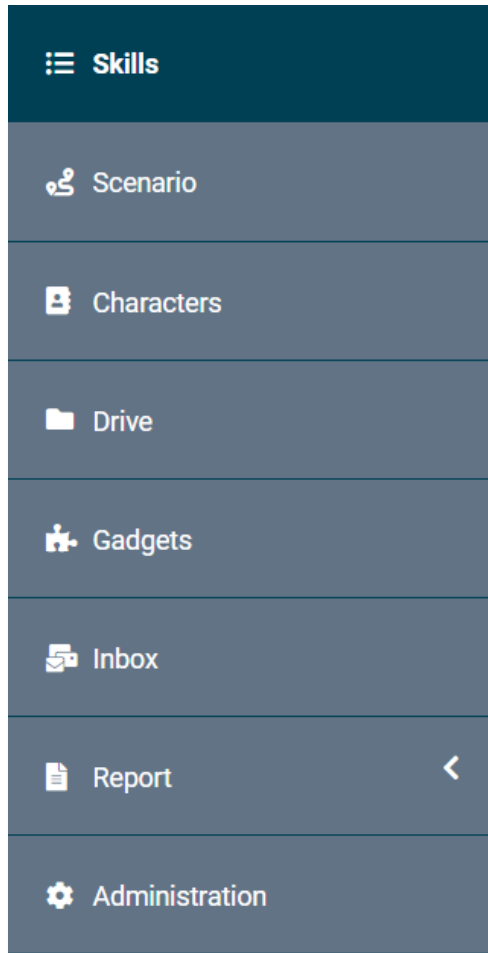 Skills
Scenario
Characters
Drive
Gadgets
Inbox
Report
Administration